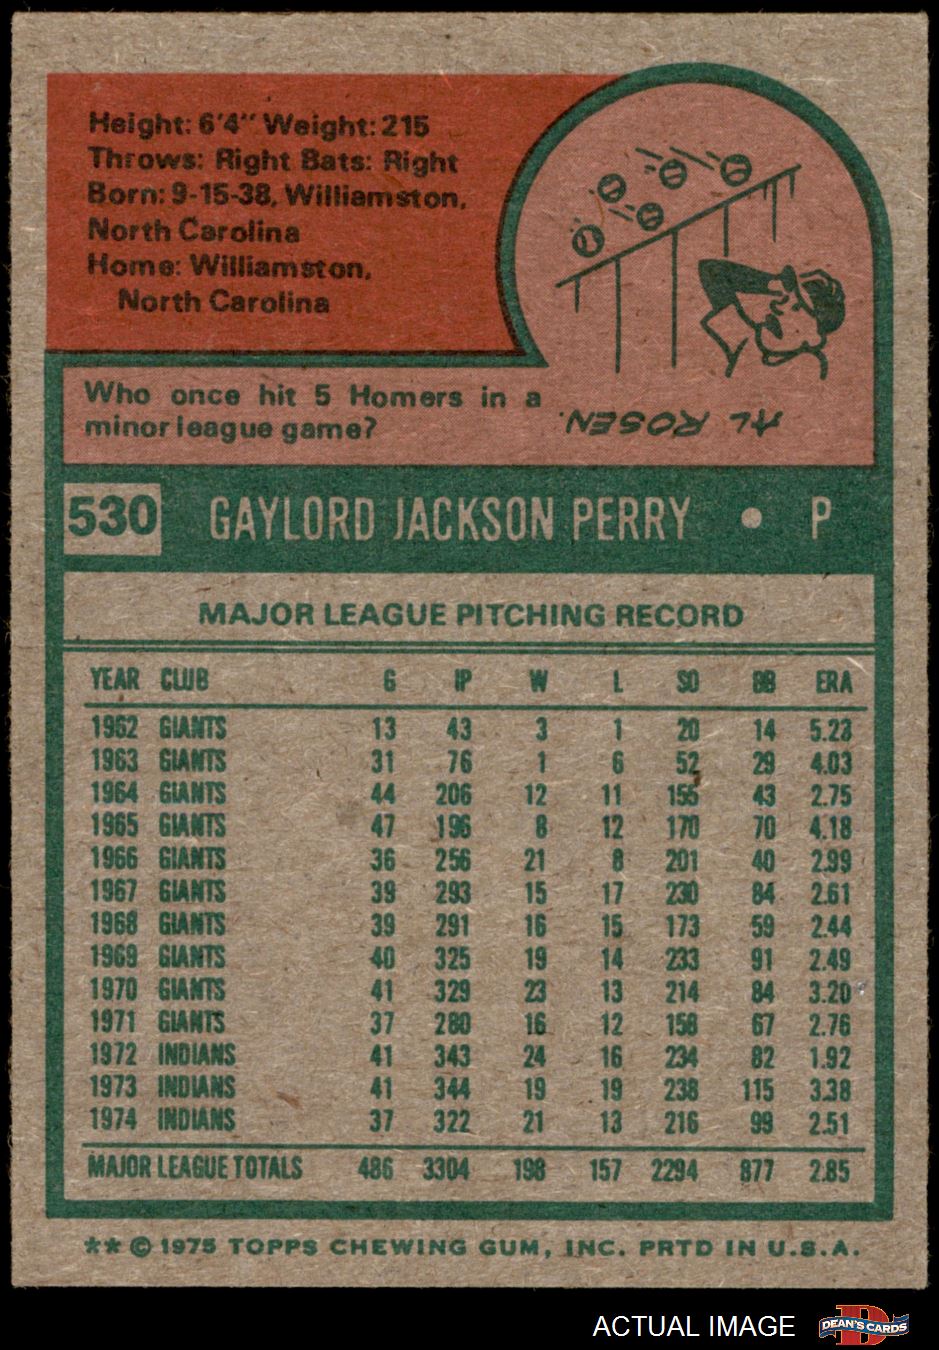 Height: 6'4" Weight: 215
Throws: Right Bats: Right
Born: 9-15-38, Williamston,
North Carolina
Home: Williamston,
North Carolina
Who once hit 5 Homers in a
minor league game?
AL ROSEN.
530 GAYLORD JACKSON PERRY • P
MAJOR LEAGUE PITCHING RECORD
YEAR CLUB G IP W L SO BB ERA
1962 GIANTS 13 43 3 1 20 14 5.23
1963 GIANTS 31 76 1 6 52 29 4.03
1964 GIANTS 44 206 12 11 155 43 2.75
1965 GIANTS 47 196 8 12 170 70 4.18
1966 GIANTS 36 256 21 8 201 40 2.99
1967 GIANTS 39 293 15 17 230 84 2.61
1968 GIANTS 39 291 16 15 173 59 2.44
1969 GIANTS 40 325 19 14 233 91 2.49
1970 GIANTS 41 329 23 13 214 84 3.20
1971 GIANTS 37 280 16 12 158 67 2.76
1972 INDIANS 41 343 24 16 234 82 1.92
1973 INDIANS 41 344 19 19 238 115 3.38
1974 INDIANS 37 322 21 13 216 99 2.51
MAJOR LEAGUE TOTALS 486 3304 198 157 2294 877 2.85
** © 1975 TOPPS CHEWING GUM, INC. PRTD IN U.S.A.
ACTUAL IMAGE
D
DEAN'S CARDS